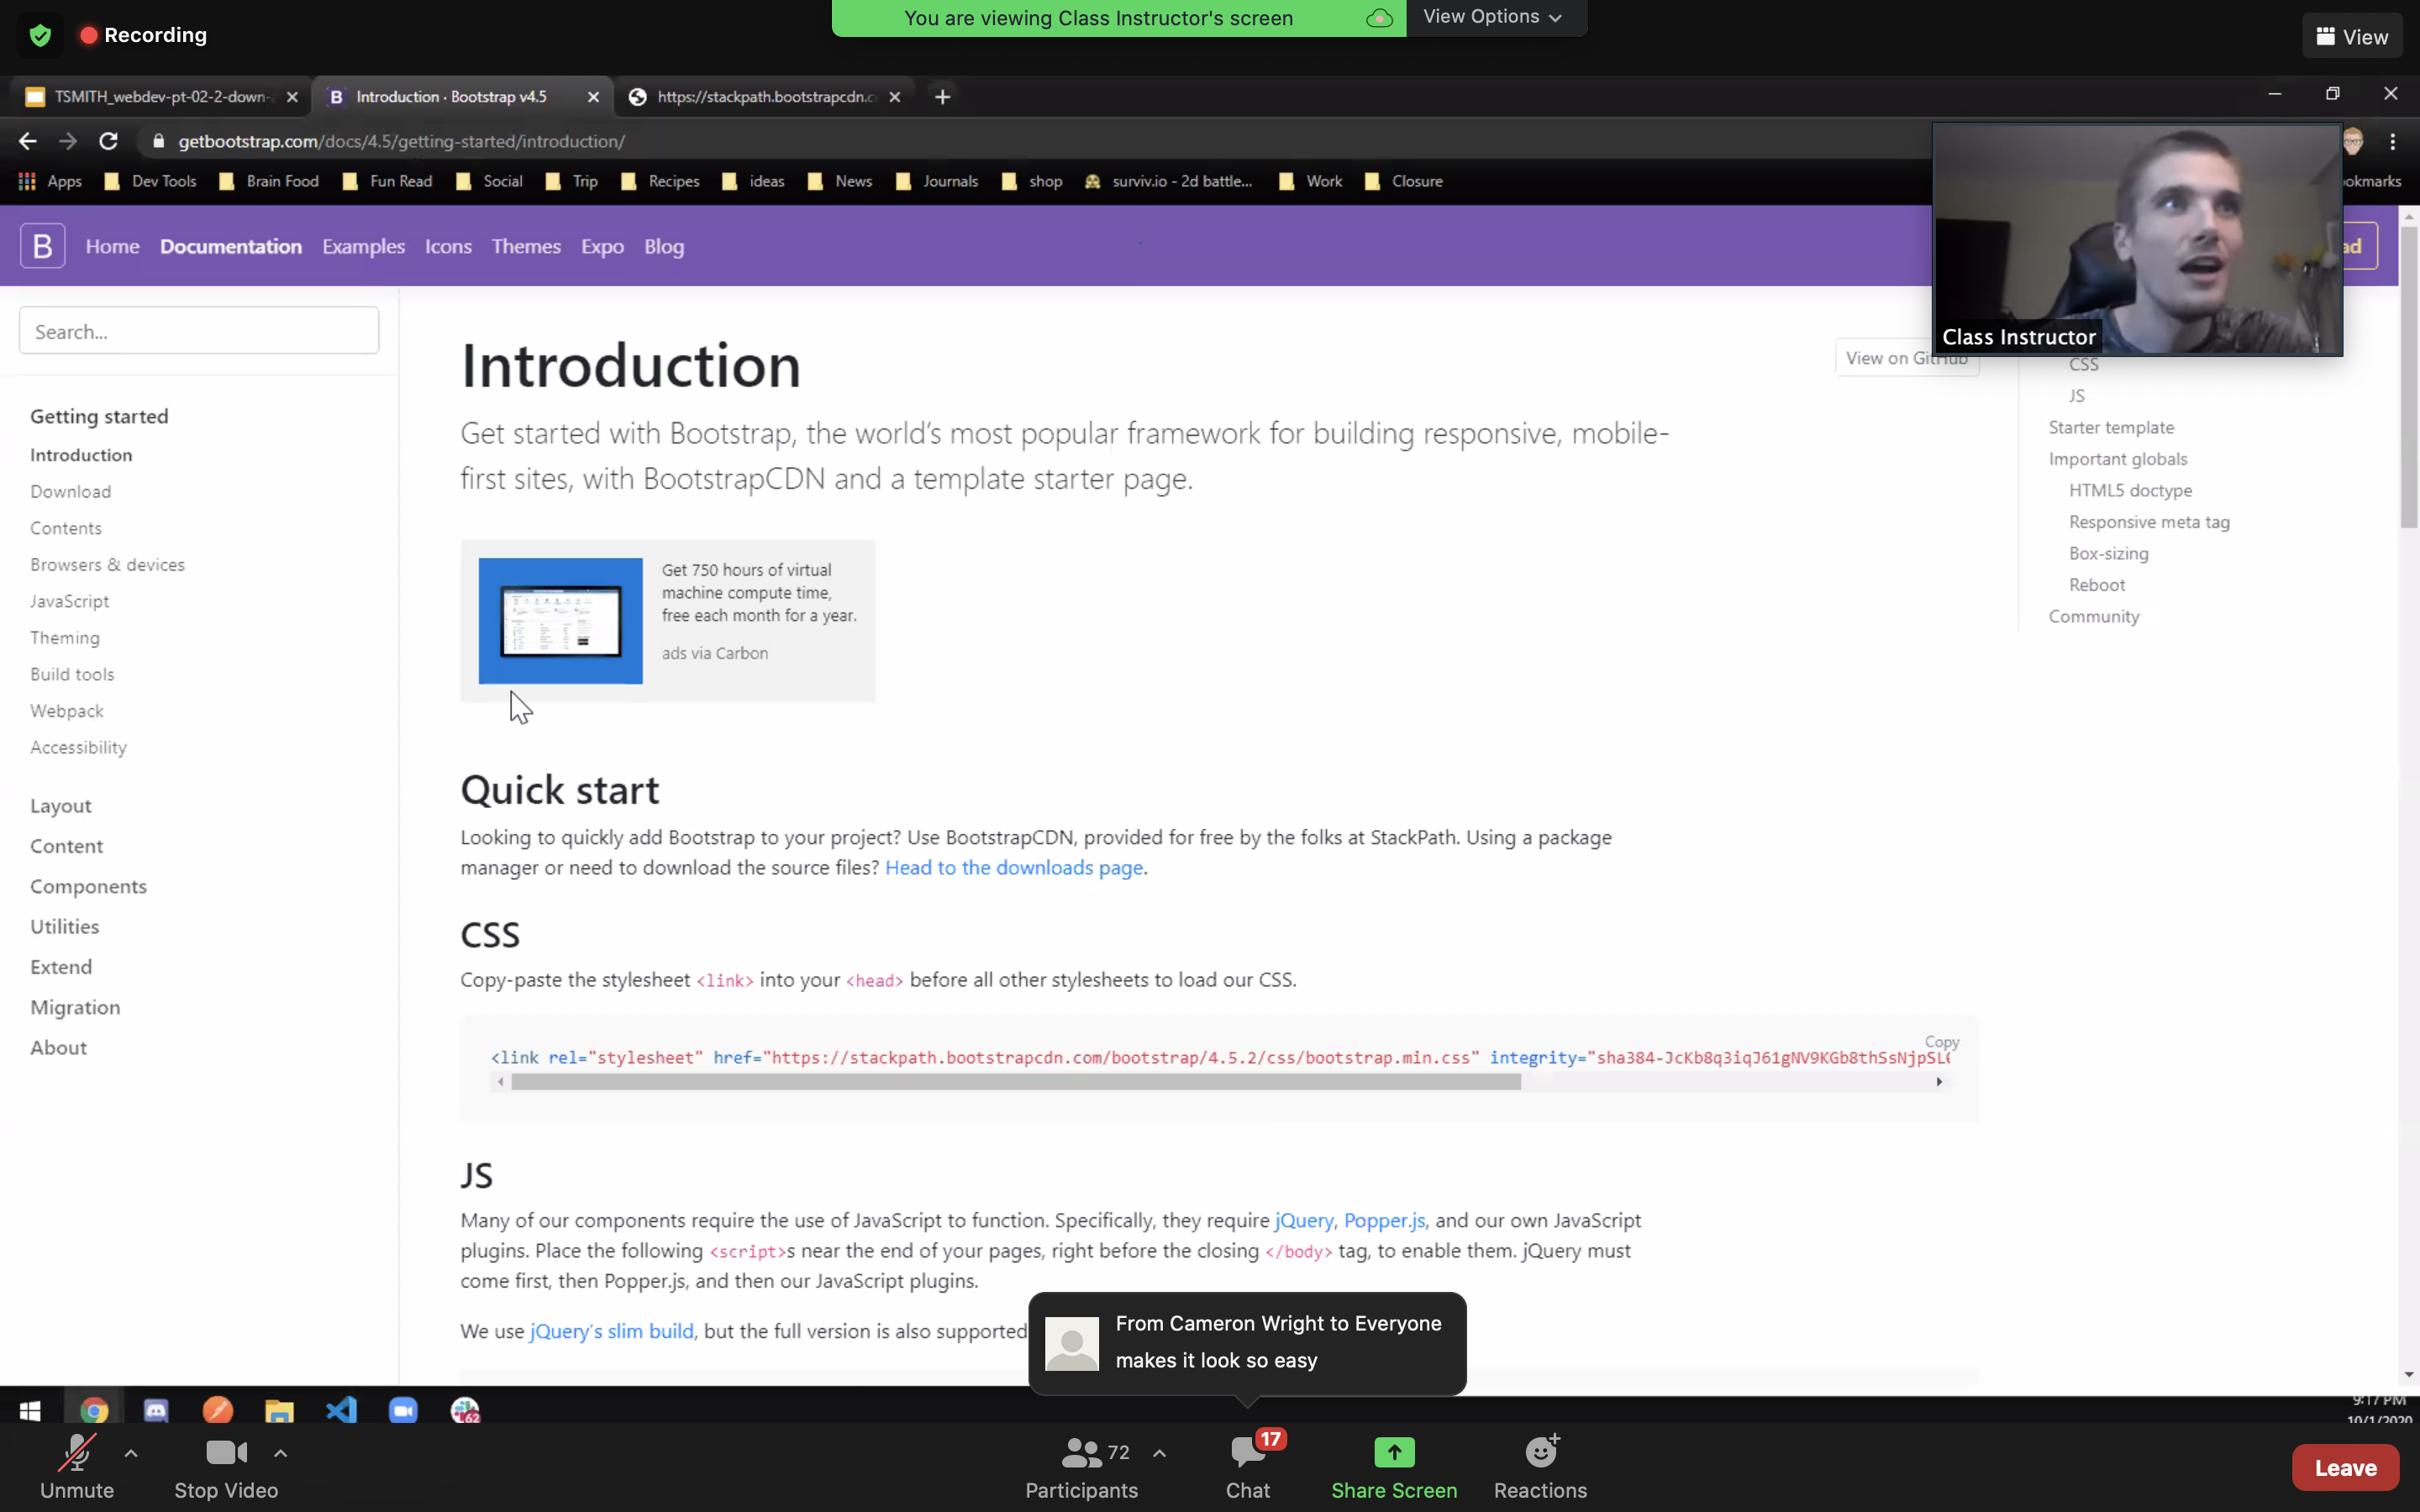 Recording
You are viewing Class Instructor's screen
View Options
View
TSMITH_webdev-pt-02-2-down-
Introduction · Bootstrap v4.5
https://stackpath.bootstrapcdn.c
getbootstrap.com/docs/4.5/getting-started/introduction/
Apps
Dev Tools
Brain Food
Fun Read
Social
Trip
Recipes
ideas
News
Journals
shop
surviv.io - 2d battle...
Work
Closure
okmarks
B
Home
Documentation
Examples
Icons
Themes
Expo
Blog
ad
Class Instructor
Search...
Getting started
Introduction
Download
Contents
Browsers & devices
JavaScript
Theming
Build tools
Webpack
Accessibility
Layout
Content
Components
Utilities
Extend
Migration
About
Introduction
View on GitHub
Get started with Bootstrap, the world's most popular framework for building responsive, mobile-
first sites, with BootstrapCDN and a template starter page.
Get 750 hours of virtual
machine compute time,
free each month for a year.
ads via Carbon
Quick start
Looking to quickly add Bootstrap to your project? Use BootstrapCDN, provided for free by the folks at StackPath. Using a package
manager or need to download the source files? Head to the downloads page.
CSS
Copy-paste the stylesheet <link> into your <head> before all other stylesheets to load our CSS.
Copy
<link rel="stylesheet" href="https://stackpath.bootstrapcdn.com/bootstrap/4.5.2/css/bootstrap.min.css" integrity="sha384-JcKb8q3iqJ61gNV9KGb8thSsNjpSL
JS
Many of our components require the use of JavaScript to function. Specifically, they require jQuery, Popper.js, and our own JavaScript
plugins. Place the following <script>s near the end of your pages, right before the closing </body> tag, to enable them. jQuery must
come first, then Popper.js, and then our JavaScript plugins.
We use jQuery's slim build, but the full version is also supported
CSS
JS
Starter template
Important globals
HTML5 doctype
Responsive meta tag
Box-sizing
Reboot
Community
From Cameron Wright to Everyone
makes it look so easy
62
9:17 PM
10/1/2020
Unmute
Stop Video
72
Participants
17
Chat
Share Screen
Reactions
Leave